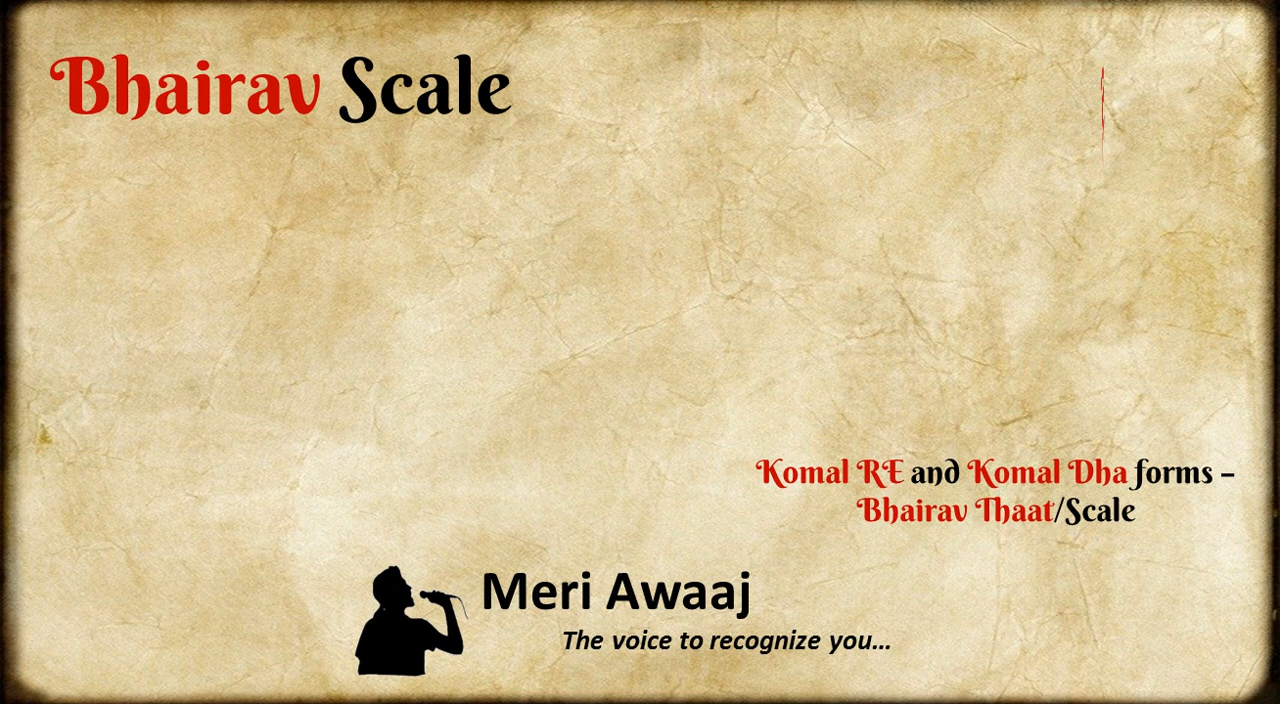 Bhairav Scale
Komal RE and Komal Dha forms –
Bhairav Thaat/Scale
Meri Awaaj
The voice to recognize you...